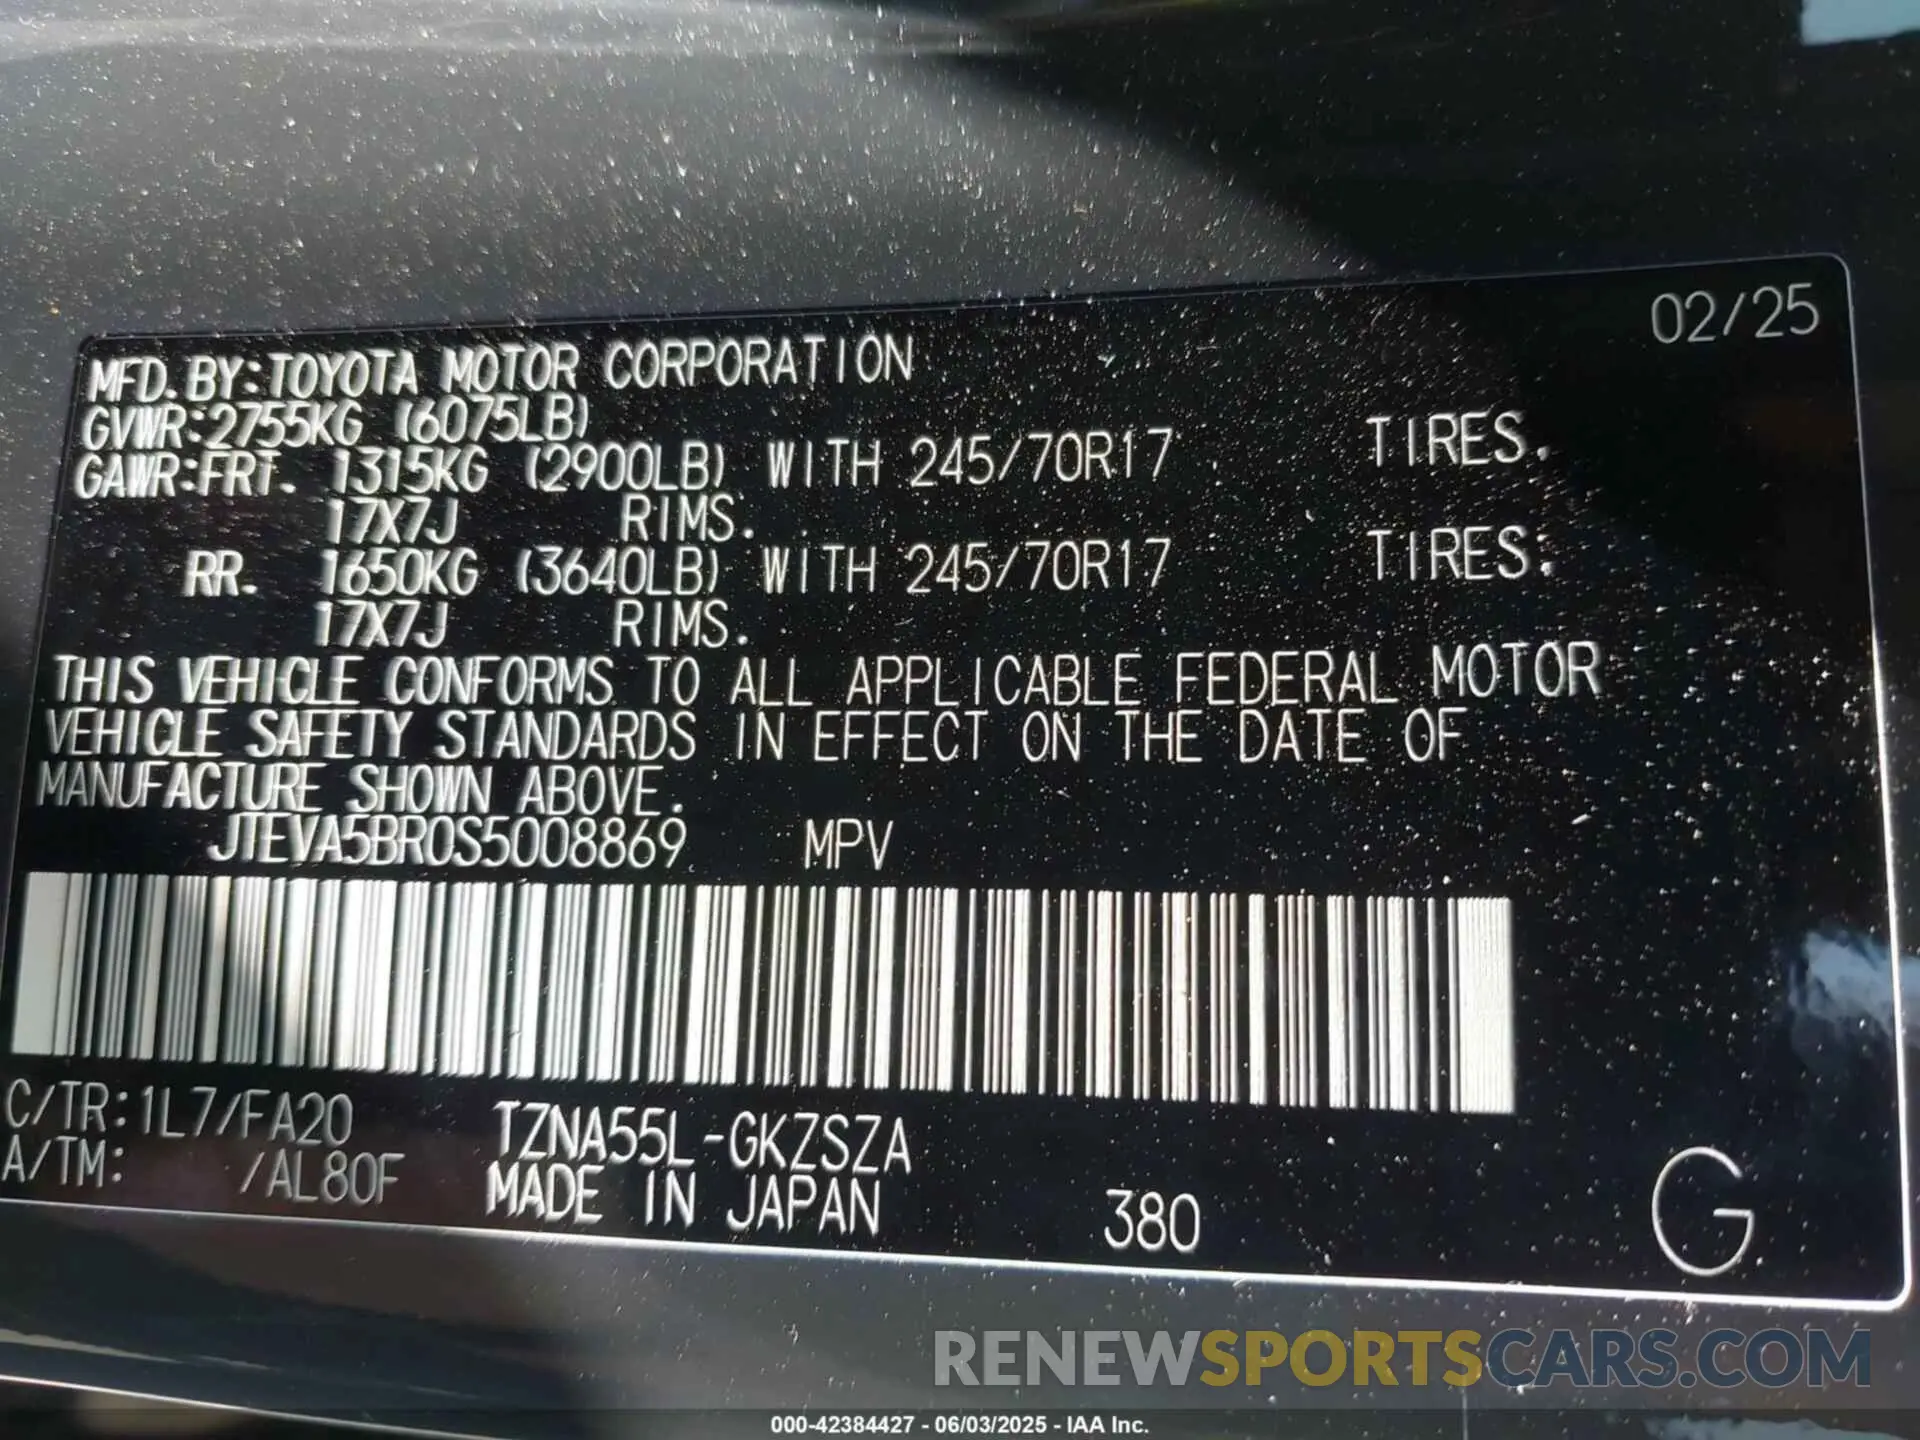 02/25
MFD.BY:TOYOTA MOTOR CORPORATION
GVWR:2755KG (6075LB)
GAWR:FRT. 1315KG (2900LB) WITH 245/70R17 TIRES.
17X7J RIMS.
RR. 1650KG (3640LB) WITH 245/70R17 TIRES:
17X7J RIMS.
THIS VEHICLE CONFORMS TO ALL APPLICABLE FEDERAL MOTOR
VEHICLE SAFETY STANDARDS IN EFFECT ON THE DATE OF
MANUFACTURE SHOWN ABOVE.
JTEVA5BR0S5008869 MPV
C/TR:1L7/FA20 TZNA55L-GKZSZA
A/TM: /AL80F MADE IN JAPAN 380 G
RENEWSPORTSCARS.COM
000-42384427 - 06/03/2025 - IAA Inc.